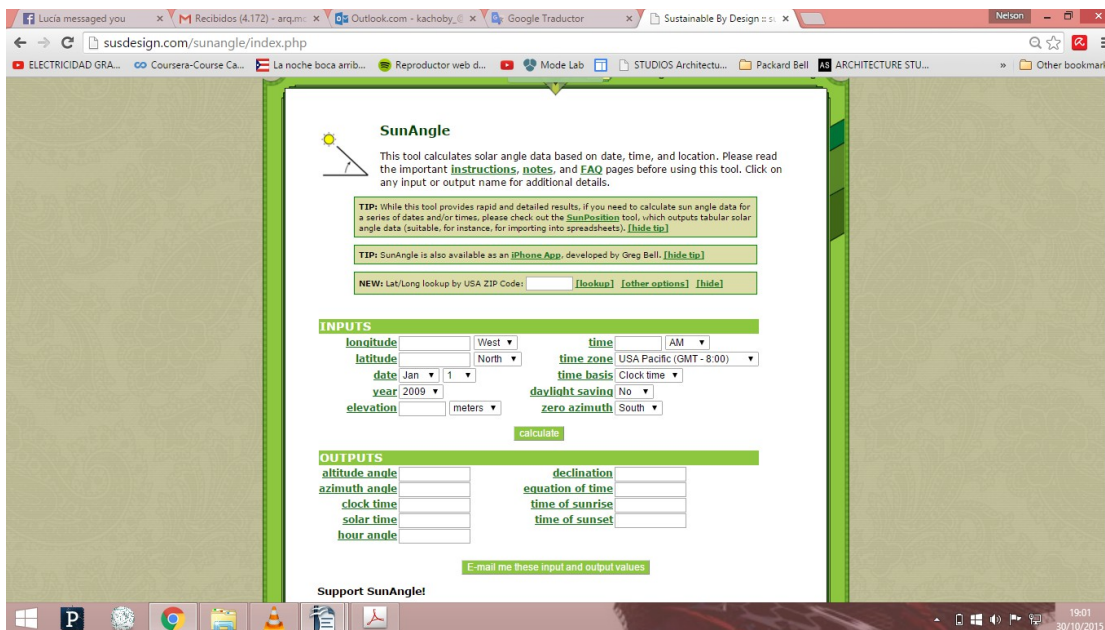 Lucía messaged you
Recibidos (4.172) - arq.mc
Outlook.com - kachoby_
Google Traductor
Sustainable By Design :: su
Nelson
susdesign.com/sunangle/index.php
ELECTRICIDAD GRA...
Coursera-Course Ca...
La noche boca arrib...
Reproductor web d...
Mode Lab
STUDIOS Architectu...
Packard Bell
AS ARCHITECTURE STU...
» Other bookmark
SunAngle
This tool calculates solar angle data based on date, time, and location. Please read
the important instructions, notes, and FAQ pages before using this tool. Click on
any input or output name for additional details.
TIP: While this tool provides rapid and detailed results, if you need to calculate sun angle data for
a series of dates and/or times, please check out the SunPosition tool, which outputs tabular solar
angle data (suitable, for instance, for importing into spreadsheets). [hide tip]
TIP: SunAngle is also available as an iPhone App, developed by Greg Bell. [hide tip]
NEW: Lat/Long lookup by USA ZIP Code: [lookup] [other options] [hide]
INPUTS
longitude West time AM
latitude North time zone USA Pacific (GMT - 8:00)
date Jan 1 time basis Clock time
year 2009 daylight saving No
elevation meters zero azimuth South
calculate
OUTPUTS
altitude angle declination
azimuth angle equation of time
clock time time of sunrise
solar time time of sunset
hour angle
E-mail me these input and output values
Support SunAngle!
P
19:01
30/10/2015